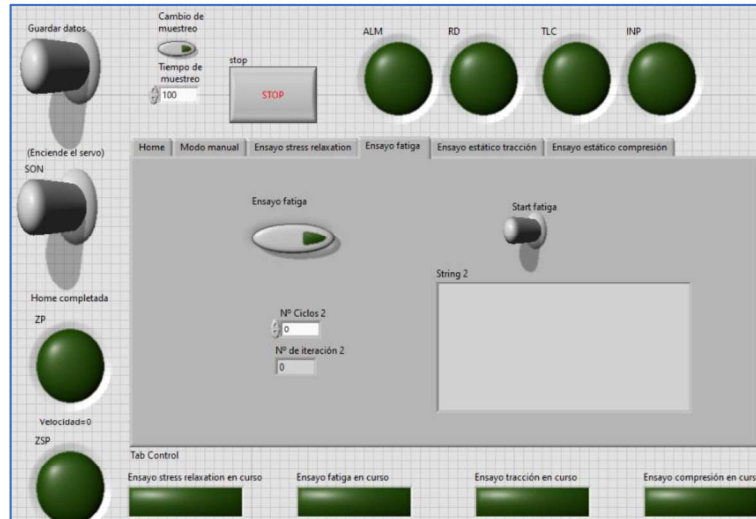 Guardar datos
Cambio de
muestreo
Tiempo de
muestreo
100
stop
STOP
ALM
RD
TLC
INP
(Enciende el servo)
SON
Home
Modo manual
Ensayo stress relaxation
Ensayo fatiga
Ensayo estático tracción
Ensayo estático compresión
Ensayo fatiga
Start fatiga
String 2
Nº Ciclos 2
0
Nº de iteración 2
0
Home completada
ZP
Velocidad=0
ZSP
Tab Control
Ensayo stress relaxation en curso
Ensayo fatiga en curso
Ensayo tracción en curso
Ensayo compresión en curs